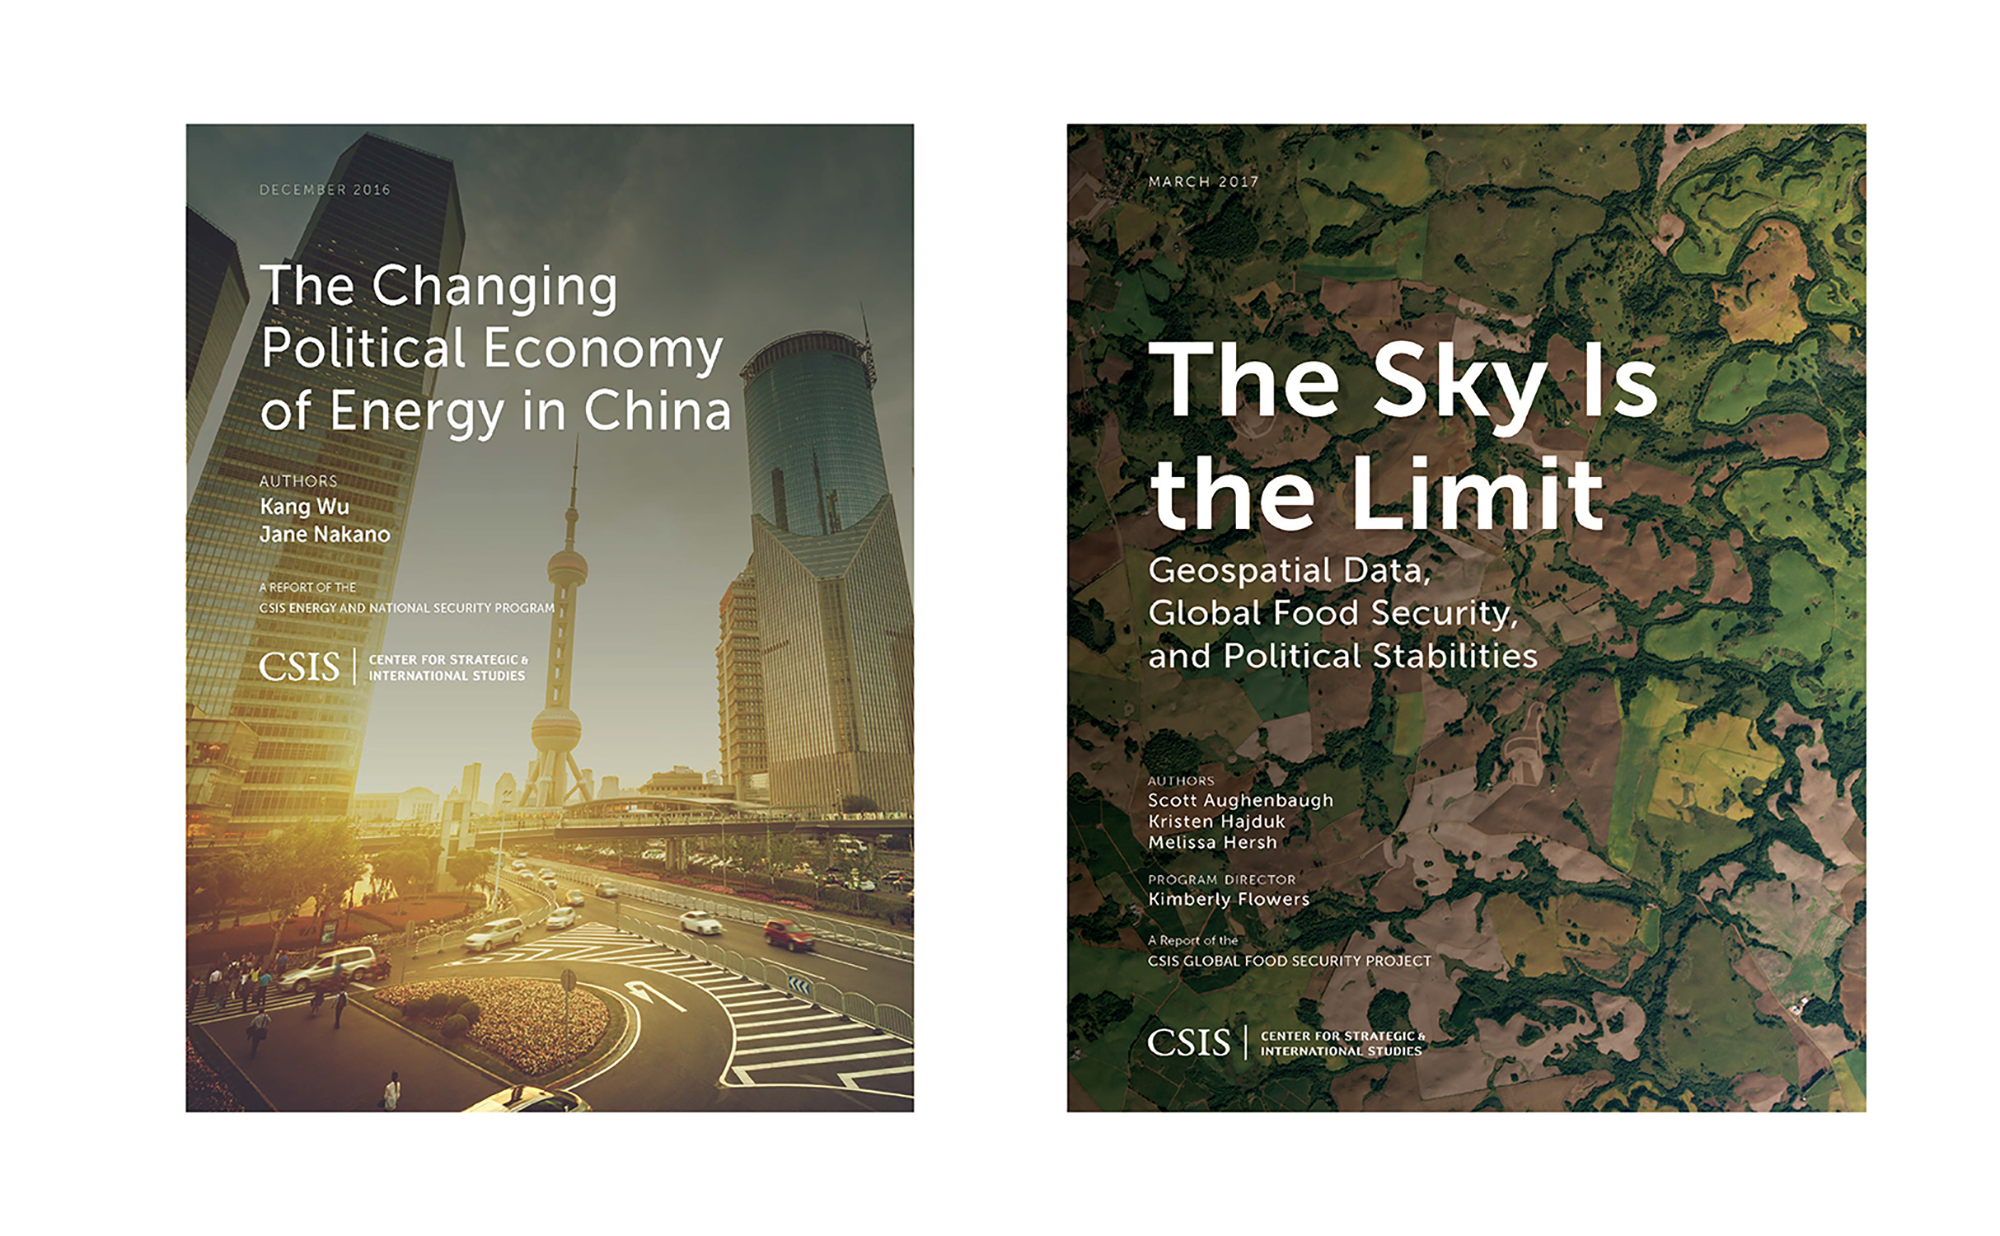 DECEMBER 2016
The Changing
Political Economy
of Energy in China
AUTHORS
Kang Wu
Jane Nakano
A REPORT OF THE
CSIS ENERGY AND NATIONAL SECURITY PROGRAM
CSIS | CENTER FOR STRATEGIC &
INTERNATIONAL STUDIES
MARCH 2017
The Sky Is
the Limit
Geospatial Data,
Global Food Security,
and Political Stabilities
AUTHORS
Scott Aughenbaugh
Kristen Hajduk
Melissa Hersh
PROGRAM DIRECTOR
Kimberly Flowers
A Report of the
CSIS GLOBAL FOOD SECURITY PROJECT
CSIS | CENTER FOR STRATEGIC &
INTERNATIONAL STUDIES